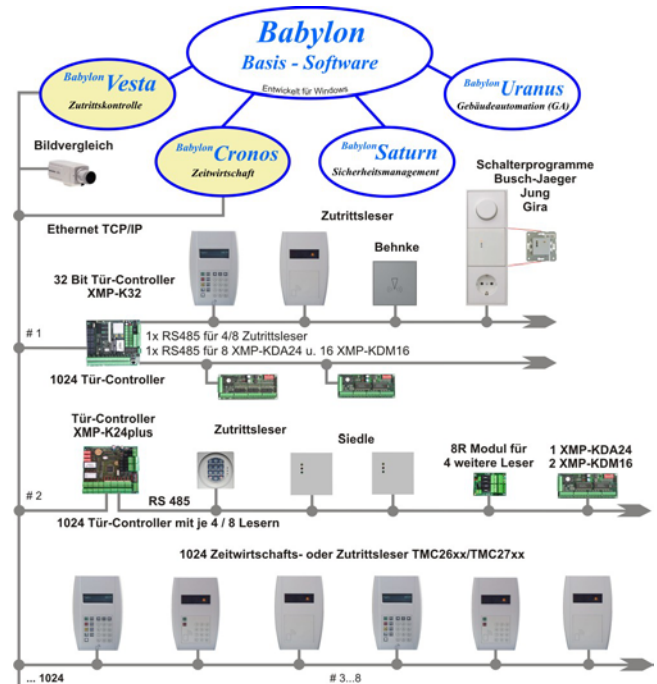 Babylon
Basis - Software
Entwickelt für Windows
Babylon Vesta
Zutrittskontrolle
Babylon Uranus
Gebäudeautomation (GA)
Babylon Cronos
Zeitwirtschaft
Babylon Saturn
Sicherheitsmanagement
Bildvergleich
Schalterprogramme
Busch-Jaeger
Jung
Gira
Ethernet TCP/IP
Zutrittsleser
Behnke
32 Bit Tür-Controller
XMP-K32
# 1
1x RS485 für 4/8 Zutrittsleser
1x RS485 für 8 XMP-KDA24 u. 16 XMP-KDM16
1024 Tür-Controller
Tür-Controller
XMP-K24plus
Zutrittsleser
Siedle
8R Modul für
4 weitere Leser
1 XMP-KDA24
2 XMP-KDM16
RS 485
# 2
1024 Tür-Controller mit je 4 / 8 Lesern
1024 Zeitwirtschafts- oder Zutrittsleser TMC26xx/TMC27xx
... 1024
# 3...8